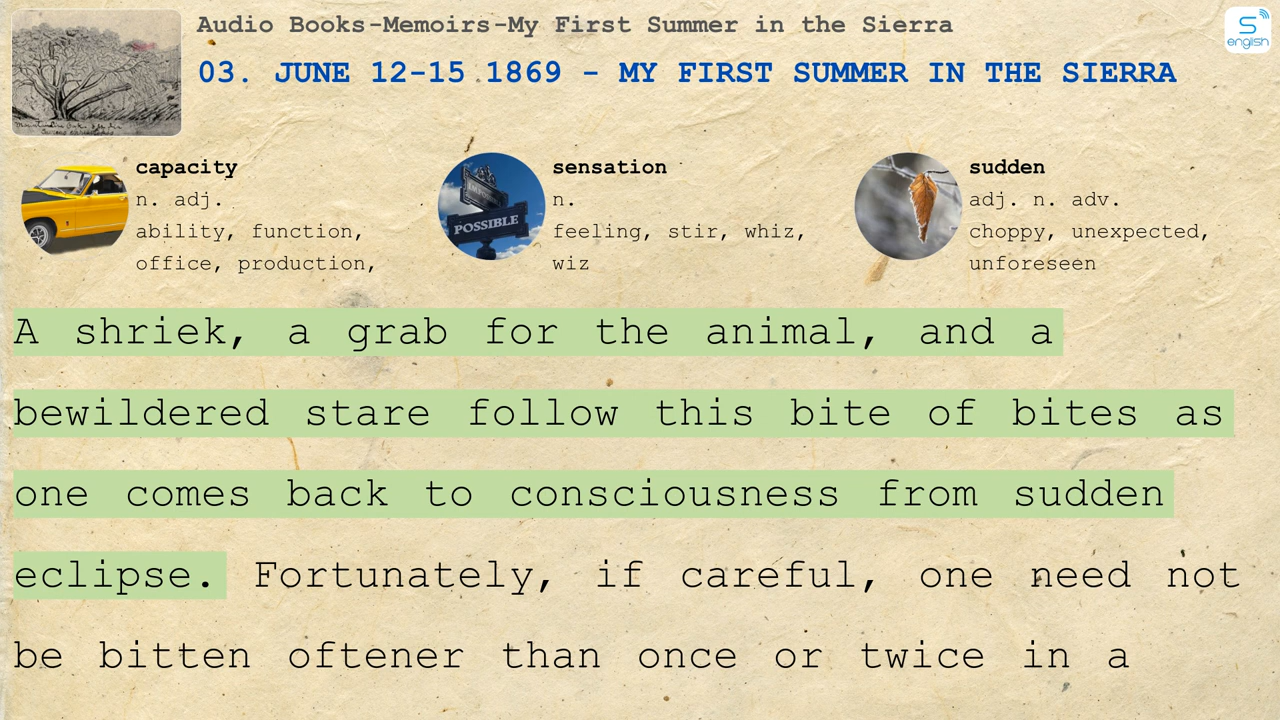 Audio Books-Memoirs-My First Summer in the Sierra
03. JUNE 12-15 1869 - MY FIRST SUMMER IN THE SIERRA
S
english
capacity
n. adj.
ability, function,
office, production,
sensation
n.
feeling, stir, whiz,
wiz
POSSIBLE
sudden
adj. n. adv.
choppy, unexpected,
unforeseen
A shriek, a grab for the animal, and a
bewildered stare follow this bite of bites as
one comes back to consciousness from sudden
eclipse. Fortunately, if careful, one need not
be bitten oftener than once or twice in a